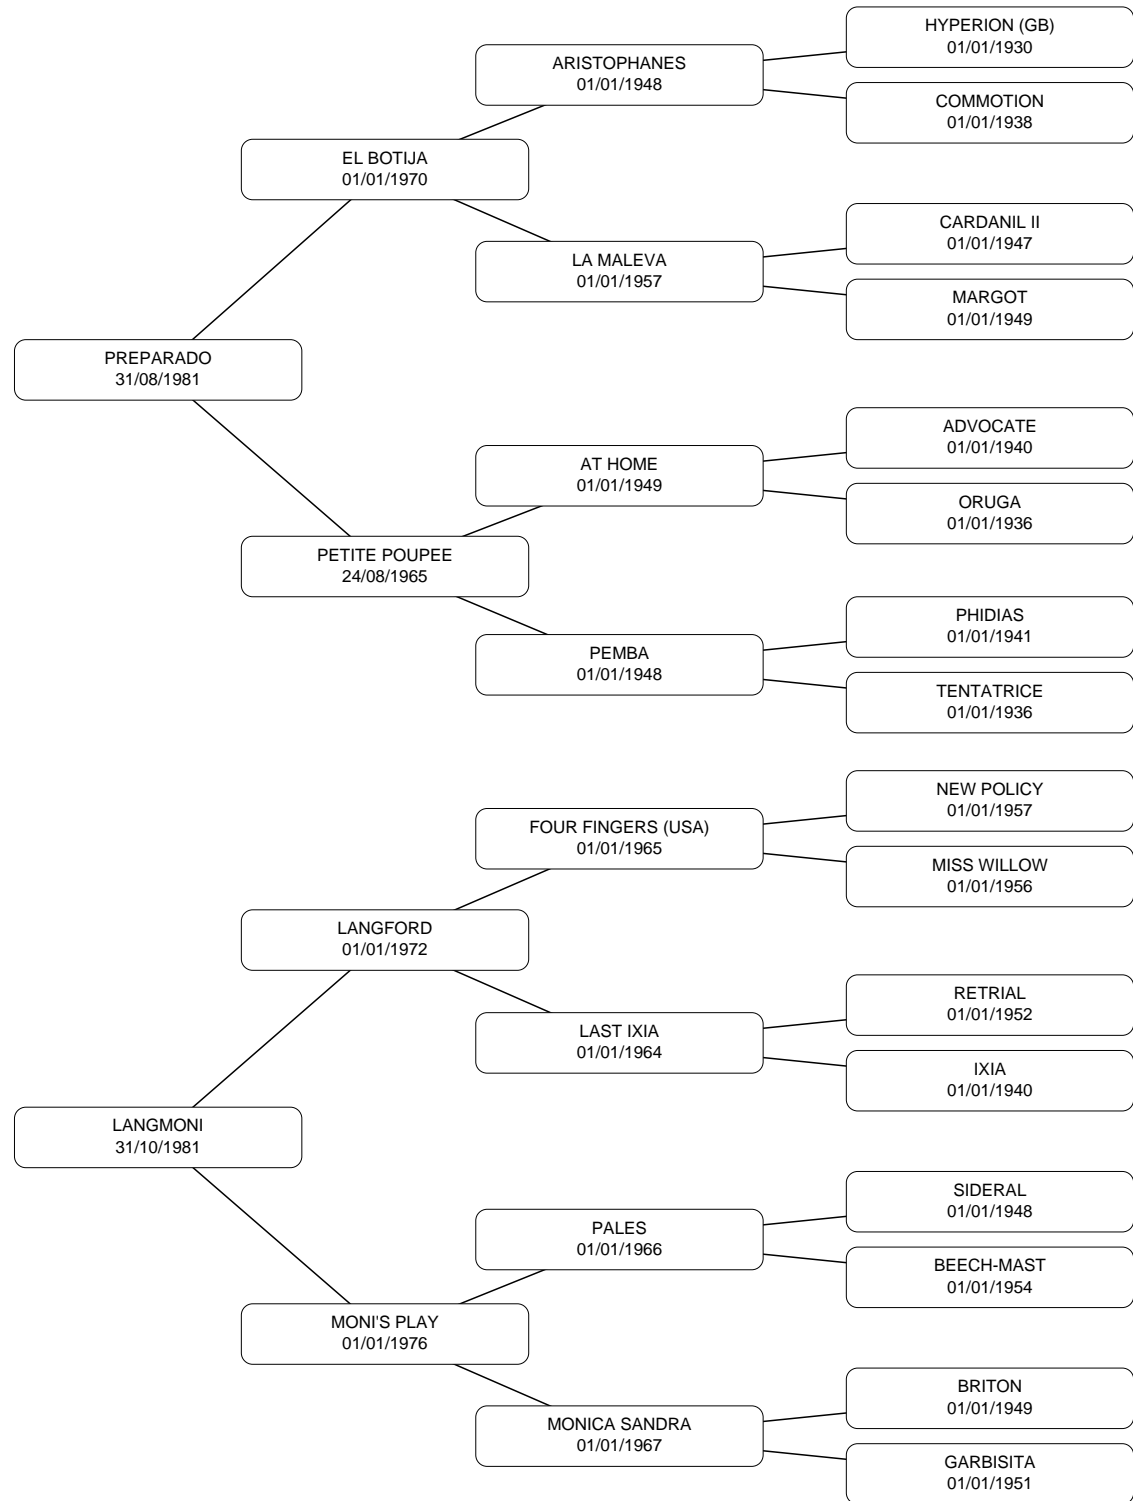 HYPERION (GB)
01/01/1930
ARISTOPHANES
01/01/1948
COMMOTION
01/01/1938
EL BOTIJA
01/01/1970
CARDANIL II
01/01/1947
LA MALEVA
01/01/1957
MARGOT
01/01/1949
PREPARADO
31/08/1981
ADVOCATE
01/01/1940
AT HOME
01/01/1949
ORUGA
01/01/1936
PETITE POUPEE
24/08/1965
PHIDIAS
01/01/1941
PEMBA
01/01/1948
TENTATRICE
01/01/1936
NEW POLICY
01/01/1957
FOUR FINGERS (USA)
01/01/1965
MISS WILLOW
01/01/1956
LANGFORD
01/01/1972
RETRIAL
01/01/1952
LAST IXIA
01/01/1964
IXIA
01/01/1940
LANGMONI
31/10/1981
SIDERAL
01/01/1948
PALES
01/01/1966
BEECH-MAST
01/01/1954
MONI'S PLAY
01/01/1976
BRITON
01/01/1949
MONICA SANDRA
01/01/1967
GARBISITA
01/01/1951